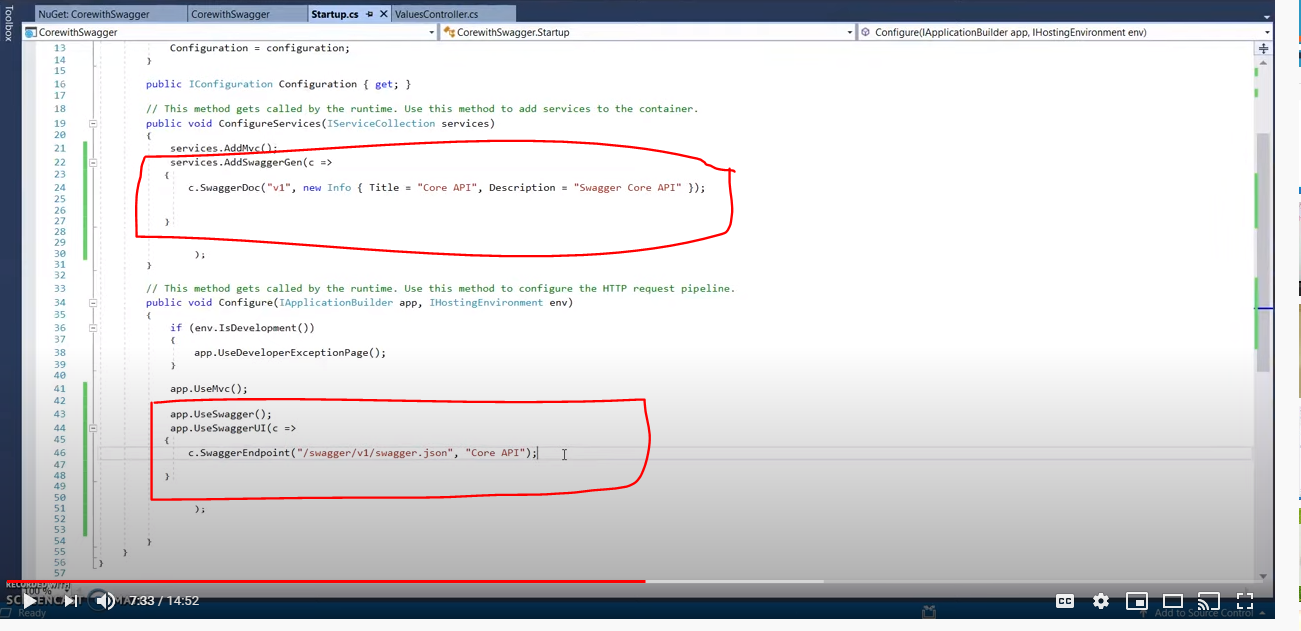 Toolbox
NuGet: CorewithSwagger CorewithSwagger Startup.cs ValuesController.cs
CorewithSwagger CorewithSwagger.Startup Configure(IApplicationBuilder app, IHostingEnvironment env)
13 Configuration = configuration;
14 }
15
16 public IConfiguration Configuration { get; }
17
18 // This method gets called by the runtime. Use this method to add services to the container.
19 public void ConfigureServices(IServiceCollection services)
20 {
21 services.AddMvc();
22 services.AddSwaggerGen(c =>
23 {
24 c.SwaggerDoc("v1", new Info { Title = "Core API", Description = "Swagger Core API" });
25
26
27 }
28
29
30 );
31 }
32
33 // This method gets called by the runtime. Use this method to configure the HTTP request pipeline.
34 public void Configure(IApplicationBuilder app, IHostingEnvironment env)
35 {
36 if (env.IsDevelopment())
37 {
38 app.UseDeveloperExceptionPage();
39 }
40
41 app.UseMvc();
42
43 app.UseSwagger();
44 app.UseSwaggerUI(c =>
45 {
46 c.SwaggerEndpoint("/swagger/v1/swagger.json", "Core API");
47
48 }
49
50
51 );
52
53
54 }
55 }
56 }
57
RECORDED WITH
100 %
7:33 / 14:52
CC
Ready
Add to Source Control